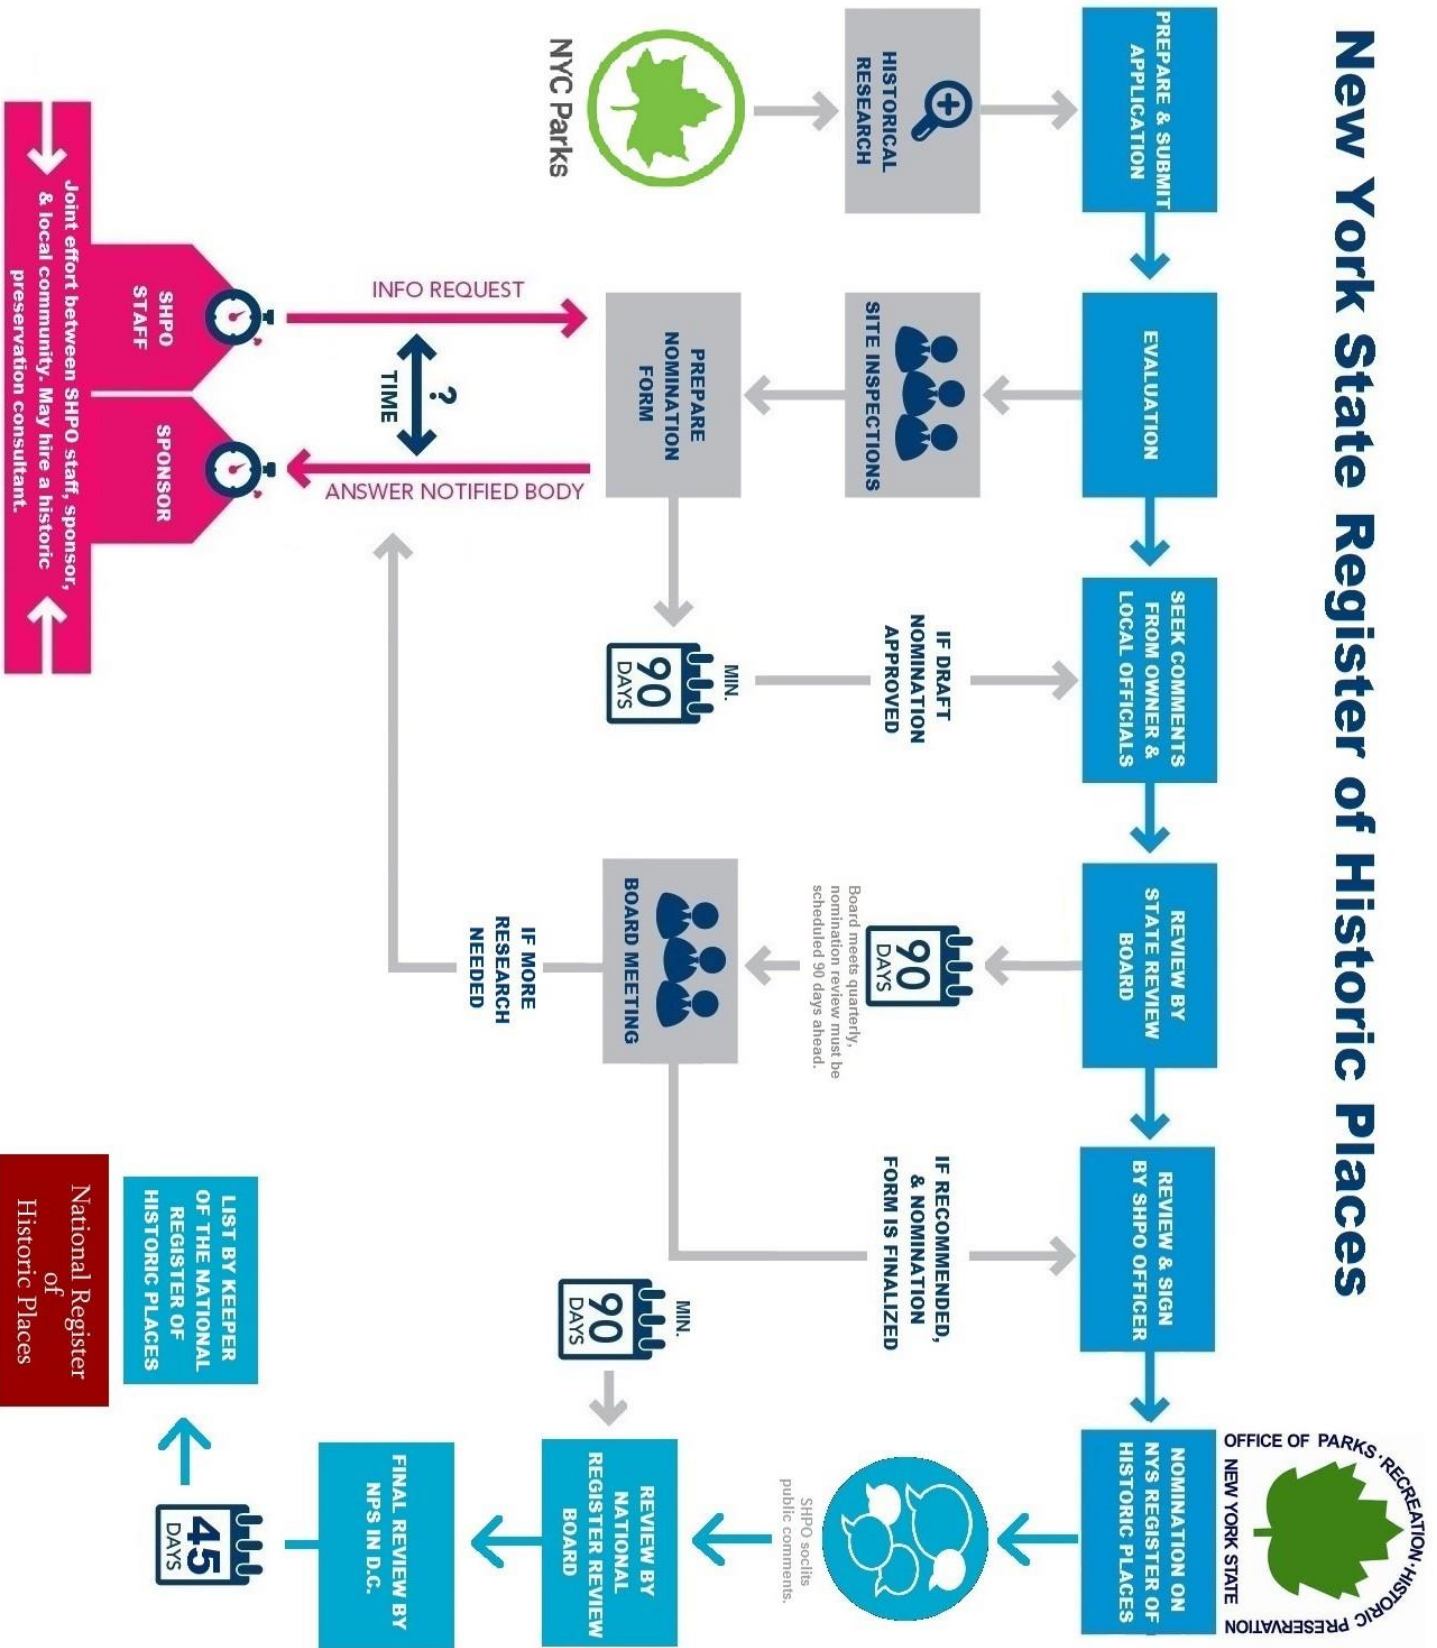 New York State Register of Historic Places
OFFICE OF PARKS · RECREATION · HISTORIC PRESERVATION
NEW YORK STATE
PREPARE & SUBMIT
APPLICATION
EVALUATION
SEEK COMMENTS
FROM OWNER &
LOCAL OFFICIALS
REVIEW BY
STATE REVIEW
BOARD
REVIEW & SIGN
BY SHPO OFFICER
NOMINATION ON
NYS REGISTER OF
HISTORIC PLACES
HISTORICAL
RESEARCH
SITE INSPECTIONS
IF DRAFT
NOMINATION
APPROVED
90
DAYS
Board meets quarterly,
nomination review must be
scheduled 90 days ahead.
IF RECOMMENDED,
& NOMINATION
FORM IS FINALIZED
SHPO soclits
public comments.
NYC Parks
PREPARE
NOMINATION
FORM
MIN.
90
DAYS
BOARD MEETING
MIN.
90
DAYS
REVIEW BY
NATIONAL
REGISTER REVIEW
BOARD
INFO REQUEST
?
TIME
ANSWER NOTIFIED BODY
IF MORE
RESEARCH
NEEDED
FINAL REVIEW BY
NPS IN D.C.
SHPO
STAFF
SPONSOR
LIST BY KEEPER
OF THE NATIONAL
REGISTER OF
HISTORIC PLACES
45
DAYS
Joint effort between SHPO staff, sponsor,
& local community. May hire a historic
preservation consultant.
National Register
of
Historic Places